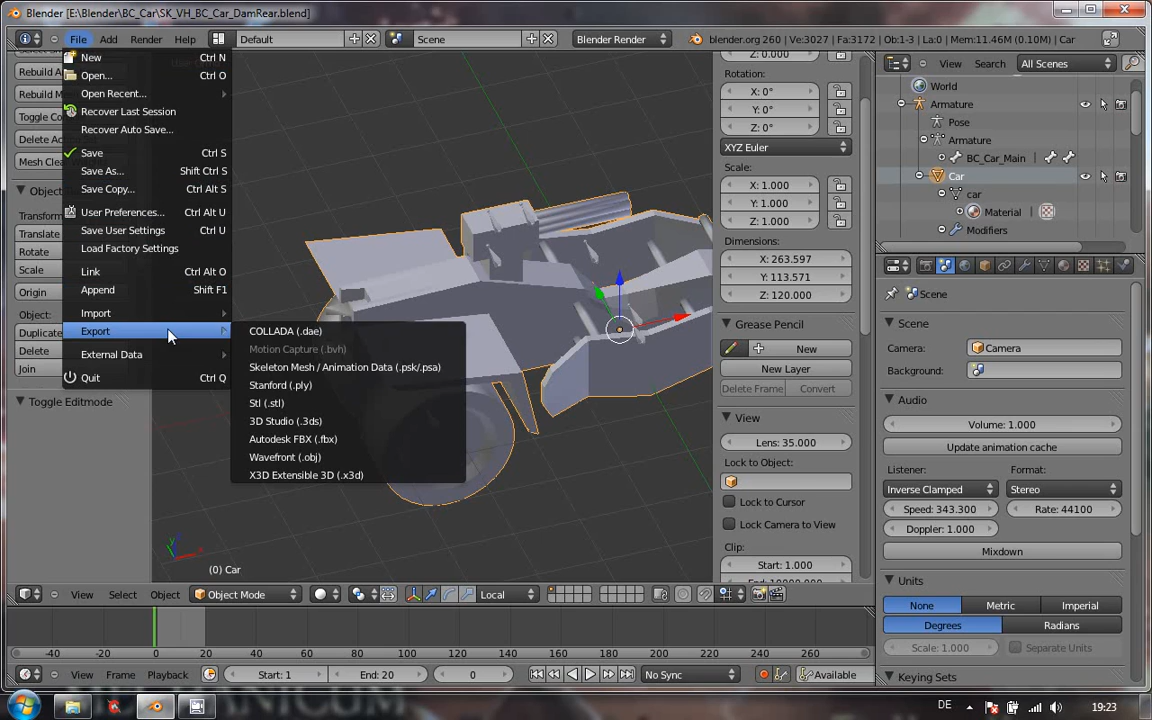 Blender [E:\Blender\BC_Car\SK_VH_BC_Car_DamRear.blend]
File Add Render Help Default Scene Blender Render blender.org 260 | Ve:3027 | Fa:3172 | Ob:1-3 | La:0 | Mem:11.46M (0.10M) | Car
View Search All Scenes
New Ctrl N
Open... Ctrl O
Open Recent...
Recover Last Session
Recover Auto Save...
Save Ctrl S
Save As... Shift Ctrl S
Save Copy... Ctrl Alt S
User Preferences... Ctrl Alt U
Save User Settings Ctrl U
Load Factory Settings
Link Ctrl Alt O
Append Shift F1
Import
Export
External Data
Quit Ctrl Q
COLLADA (.dae)
Motion Capture (.bvh)
Skeleton Mesh / Animation Data (.psk/.psa)
Stanford (.ply)
Stl (.stl)
3D Studio (.3ds)
Autodesk FBX (.fbx)
Wavefront (.obj)
X3D Extensible 3D (.x3d)
Rebuild
Rebuild
Toggle
Delete
Mesh
Object
Transform
Translate
Rotate
Scale
Origin
Object:
Duplicate
Delete
Join
Toggle Editmode
y
x
(0) Car
Z: 0.000
Rotation:
X: 0°
Y: 0°
Z: 0°
XYZ Euler
Scale:
X: 1.000
Y: 1.000
Z: 1.000
Dimensions:
X: 263.597
Y: 113.571
Z: 120.000
Grease Pencil
New
New Layer
Delete Frame Convert
View
Lens: 35.000
Lock to Object:
Lock to Cursor
Lock Camera to View
Clip:
Start: 1.000
World
Armature
Pose
Armature
BC_Car_Main
Car
car
Material
Modifiers
Scene
Scene
Camera: Camera
Background:
Audio
Volume: 1.000
Update animation cache
Listener: Format:
Inverse Clamped Stereo
Speed: 343.300 Rate: 44100
Doppler: 1.000
Mixdown
Units
None Metric Imperial
Degrees Radians
Scale: 1.000 Separate Units
Keying Sets
View Select Object Object Mode Local
-40 -20 0 20 40 60 80 100 120 140 160 180 200 220 240 260
View Frame Playback Start: 1 End: 20 0 No Sync Available
DE 19:23